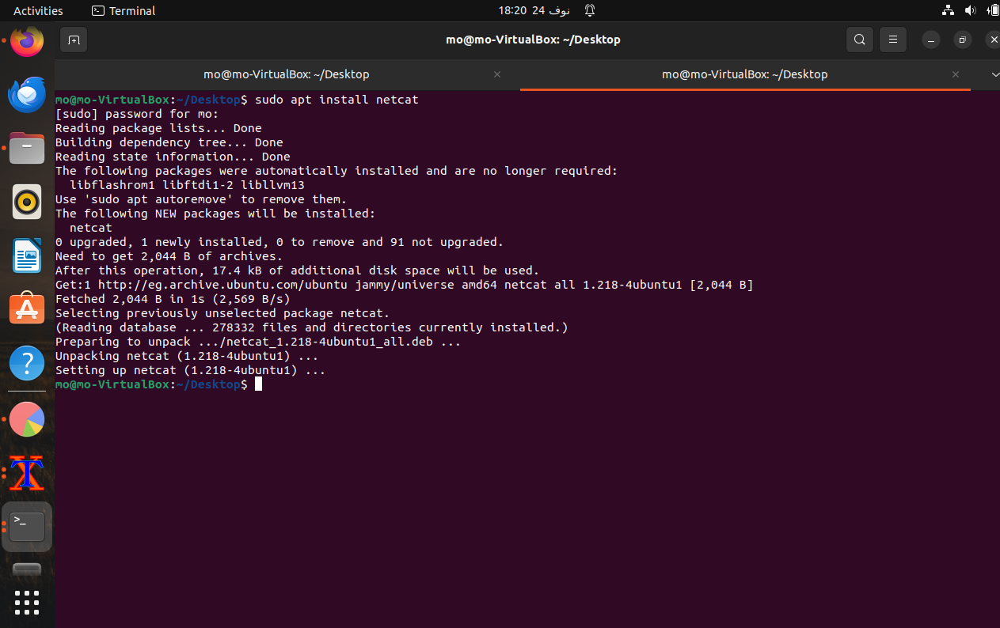 Activities
Terminal
18:20 24 نوف
mo@mo-VirtualBox: ~/Desktop
mo@mo-VirtualBox: ~/Desktop
mo@mo-VirtualBox: ~/Desktop
mo@mo-VirtualBox:~/Desktop$ sudo apt install netcat
[sudo] password for mo:
Reading package lists... Done
Building dependency tree... Done
Reading state information... Done
The following packages were automatically installed and are no longer required:
  libflashrom1 libftdi1-2 libllvm13
Use 'sudo apt autoremove' to remove them.
The following NEW packages will be installed:
  netcat
0 upgraded, 1 newly installed, 0 to remove and 91 not upgraded.
Need to get 2,044 B of archives.
After this operation, 17.4 kB of additional disk space will be used.
Get:1 http://eg.archive.ubuntu.com/ubuntu jammy/universe amd64 netcat all 1.218-4ubuntu1 [2,044 B]
Fetched 2,044 B in 1s (2,569 B/s)
Selecting previously unselected package netcat.
(Reading database ... 278332 files and directories currently installed.)
Preparing to unpack .../netcat_1.218-4ubuntu1_all.deb ...
Unpacking netcat (1.218-4ubuntu1) ...
Setting up netcat (1.218-4ubuntu1) ...
mo@mo-VirtualBox:~/Desktop$